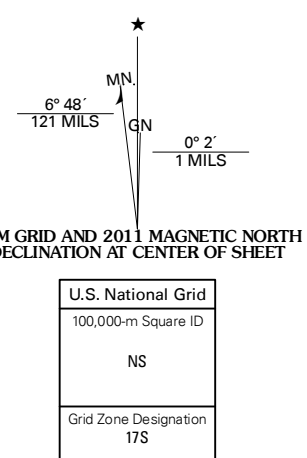 MN.
6° 48´
121 MILS
GN
0° 2´
1 MILS
M GRID AND 2011 MAGNETIC NORTH
DECLINATION AT CENTER OF SHEET
U.S. National Grid
100,000-m Square ID
NS
Grid Zone Designation
17S